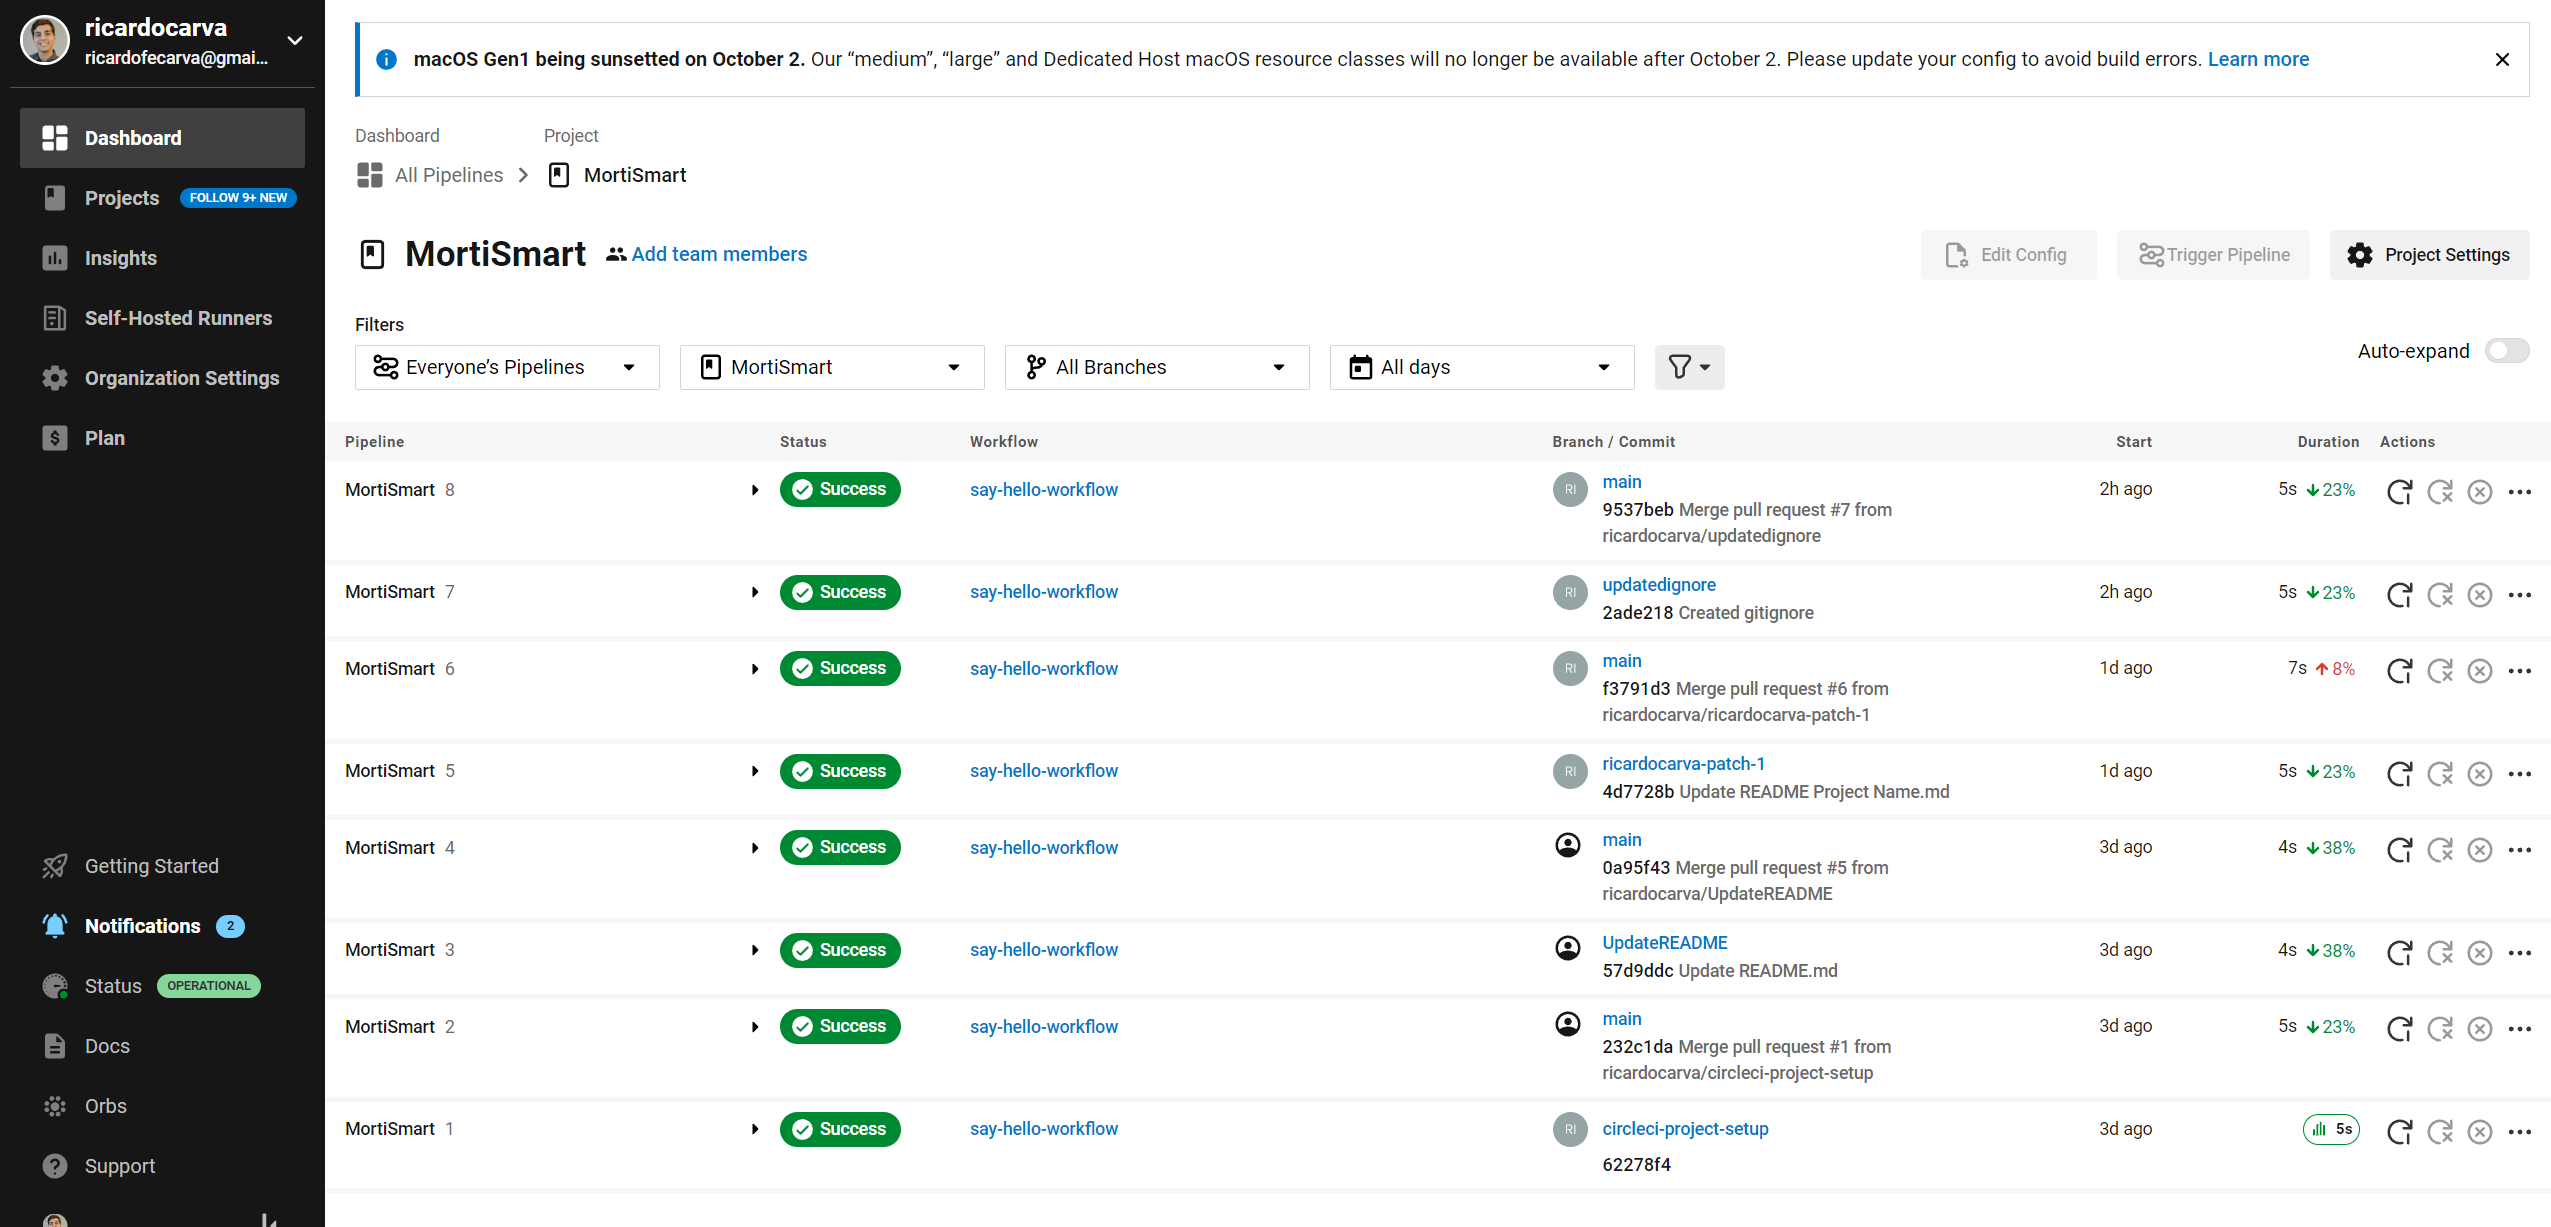 ricardocarva
ricardofecarva@gmai...
Dashboard
Projects FOLLOW 9+ NEW
Insights
Self-Hosted Runners
Organization Settings
Plan
Getting Started
Notifications 2
Status OPERATIONAL
Docs
Orbs
Support
macOS Gen1 being sunsetted on October 2. Our “medium”, “large” and Dedicated Host macOS resource classes will no longer be available after October 2. Please update your config to avoid build errors. Learn more
Dashboard Project
All Pipelines MortiSmart
MortiSmart Add team members Edit Config Trigger Pipeline Project Settings
Filters
Everyone’s Pipelines MortiSmart All Branches All days Auto-expand
Pipeline Status Workflow Branch / Commit Start Duration Actions
MortiSmart 8 Success say-hello-workflow RI main 2h ago 5s 23%
9537beb Merge pull request #7 from
ricardocarva/updatedignore
MortiSmart 7 Success say-hello-workflow RI updatedignore 2h ago 5s 23%
2ade218 Created gitignore
MortiSmart 6 Success say-hello-workflow RI main 1d ago 7s 8%
f3791d3 Merge pull request #6 from
ricardocarva/ricardocarva-patch-1
MortiSmart 5 Success say-hello-workflow RI ricardocarva-patch-1 1d ago 5s 23%
4d7728b Update README Project Name.md
MortiSmart 4 Success say-hello-workflow main 3d ago 4s 38%
0a95f43 Merge pull request #5 from
ricardocarva/UpdateREADME
MortiSmart 3 Success say-hello-workflow UpdateREADME 3d ago 4s 38%
57d9ddc Update README.md
MortiSmart 2 Success say-hello-workflow main 3d ago 5s 23%
232c1da Merge pull request #1 from
ricardocarva/circleci-project-setup
MortiSmart 1 Success say-hello-workflow RI circleci-project-setup 3d ago 5s
62278f4